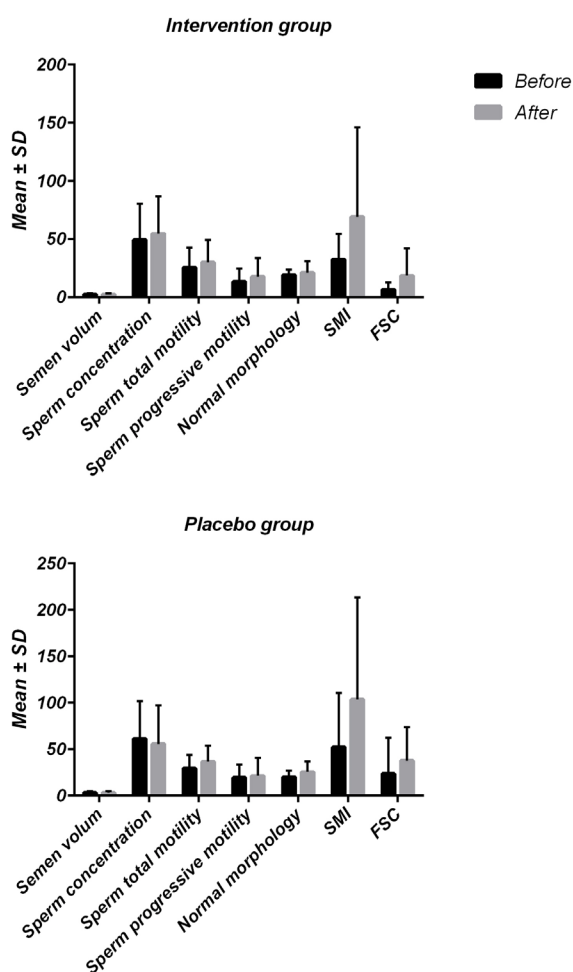 Intervention group
Before
After
Mean ± SD
200
150
100
50
0
Semen volum
Sperm concentration
Sperm total motility
Sperm progressive motility
Normal morphology
SMI
FSC
Placebo group
Mean ± SD
250
200
150
100
50
0
Semen volum
Sperm concentration
Sperm total motility
Sperm progressive motility
Normal morphology
SMI
FSC